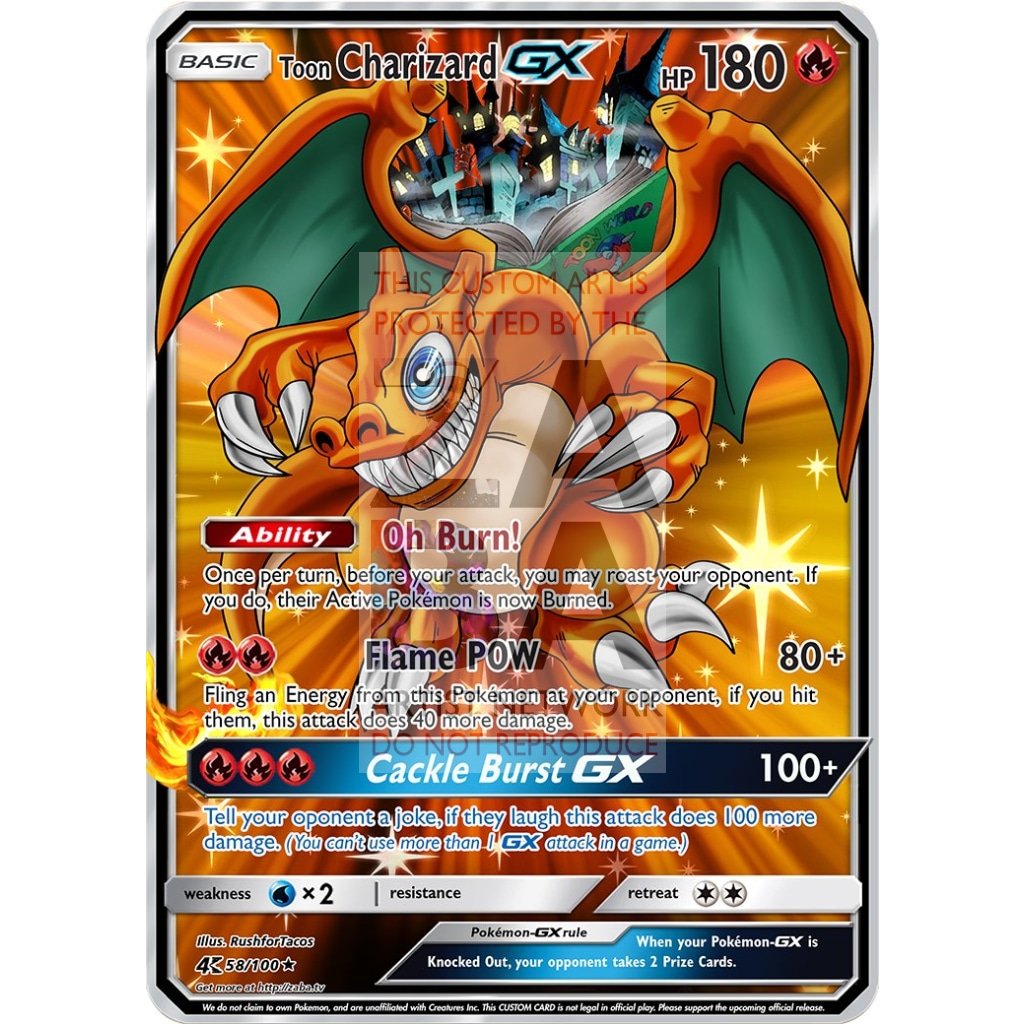 BASIC Toon Charizard GX HP 180
TOON WORLD
THIS CUSTOM ART IS
PROTECTED BY THE
Ability Oh Burn!
Once per turn, before your attack, you may roast your opponent. If
you do, their Active Pokémon is now Burned.
Flame POW 80+
Fling an Energy from this Pokémon at your opponent, if you hit
them, this attack does 40 more damage.
ARTIST NETWORK
DO NOT REPRODUCE
Cackle Burst GX 100+
Tell your opponent a joke, if they laugh this attack does 100 more
damage. (You can't use more than 1 GX attack in a game.)
weakness ×2 resistance retreat
Pokémon-GX rule
When your Pokémon-GX is
Knocked Out, your opponent takes 2 Prize Cards.
Illus. RushforTacos
4K 58/100★
Get more at http://zaba.tv
We do not claim to own Pokemon, and are unaffiliated with Creatures Inc. This CUSTOM CARD is not legal in official play. Please support the upcoming official release.